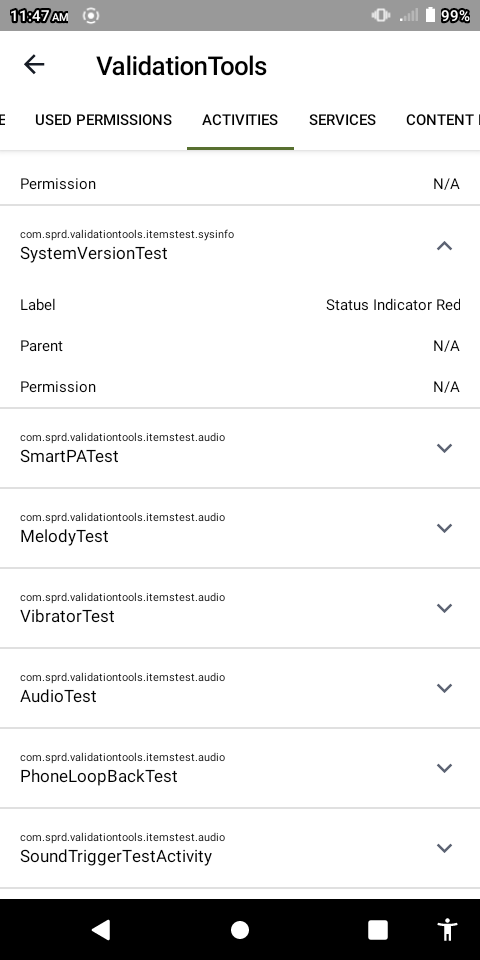 11:47 AM 99%
ValidationTools
E USED PERMISSIONS ACTIVITIES SERVICES CONTENT
Permission N/A
com.sprd.validationtools.itemstest.sysinfo
SystemVersionTest
Label Status Indicator Red
Parent N/A
Permission N/A
com.sprd.validationtools.itemstest.audio
SmartPATest
com.sprd.validationtools.itemstest.audio
MelodyTest
com.sprd.validationtools.itemstest.audio
VibratorTest
com.sprd.validationtools.itemstest.audio
AudioTest
com.sprd.validationtools.itemstest.audio
PhoneLoopBackTest
com.sprd.validationtools.itemstest.audio
SoundTriggerTestActivity